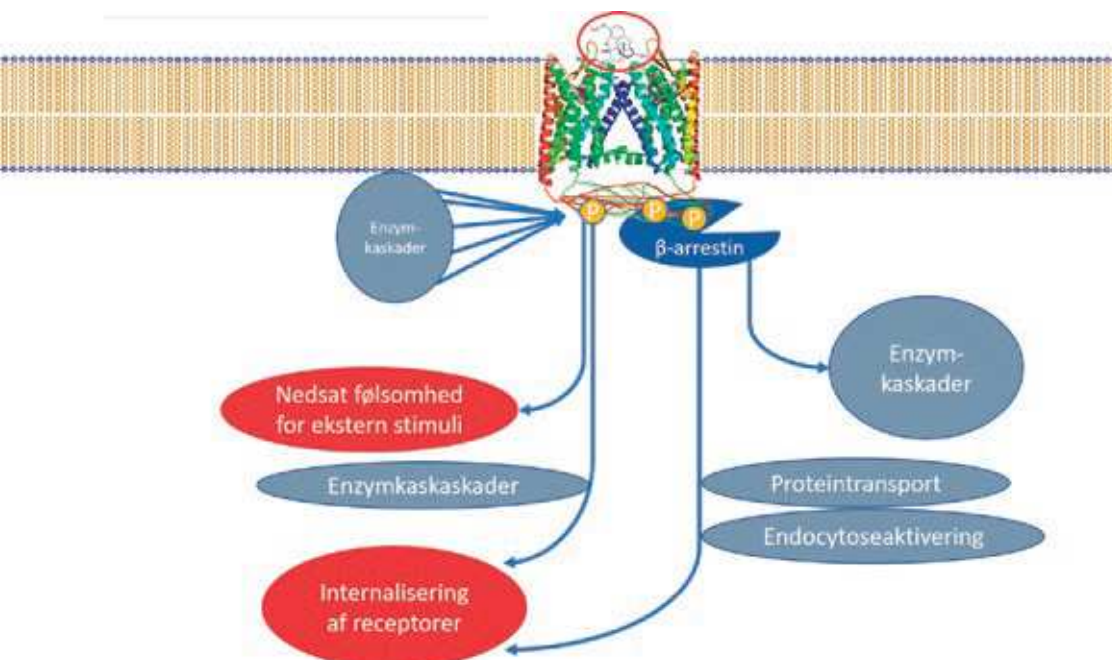 Enzym-
kaskader
P
P
P
β-arrestin
Enzym-
kaskader
Nedsat følsomhed
for ekstern stimuli
Enzymkaskaskader
Proteintransport
Endocytoseaktivering
Internalisering
af receptorer